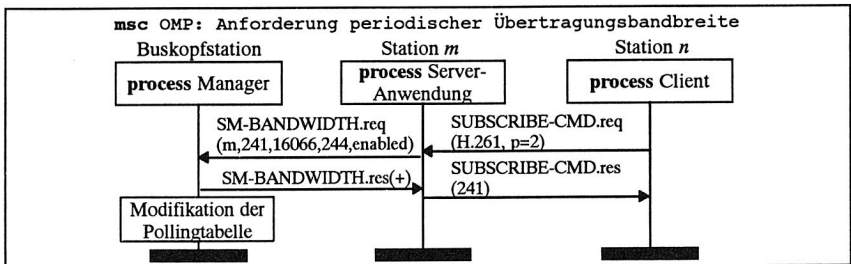 msc OMP: Anforderung periodischer Übertragungsbandbreite
Buskopfstation
Station m
Station n
process Manager
process Server-
Anwendung
process Client
SM-BANDWIDTH.req
(m,241,16066,244,enabled)
SUBSCRIBE-CMD.req
(H.261, p=2)
SM-BANDWIDTH.res(+)
SUBSCRIBE-CMD.res
(241)
Modifikation der
Pollingtabelle